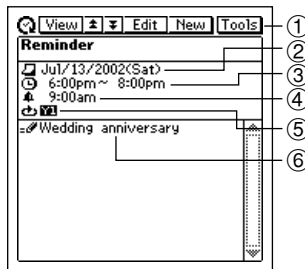 View Edit New Tools
Reminder
Jul/13/2002(Sat)
6:00pm~ 8:00pm
9:00am
Y1
Wedding anniversary
①
②
③
④
⑤
⑥